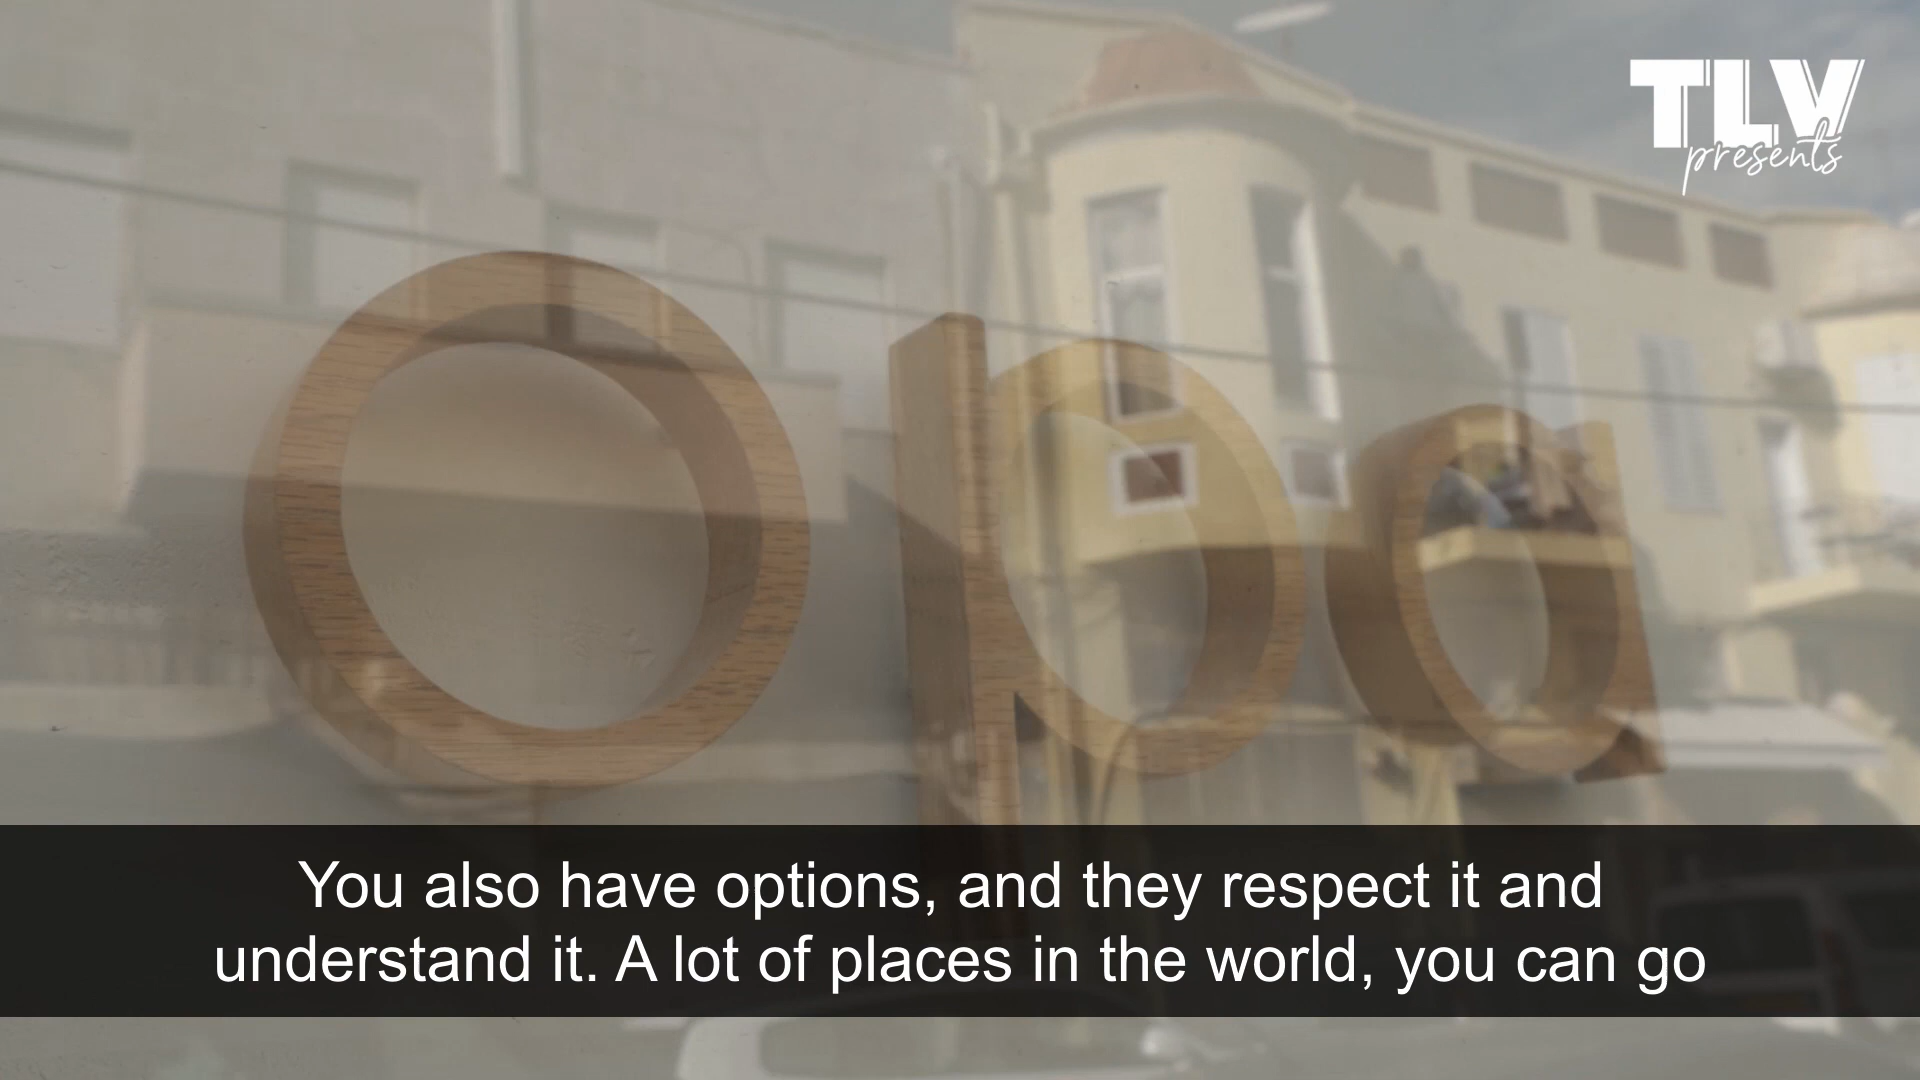 TLV
presents
opa
You also have options, and they respect it and
understand it. A lot of places in the world, you can go